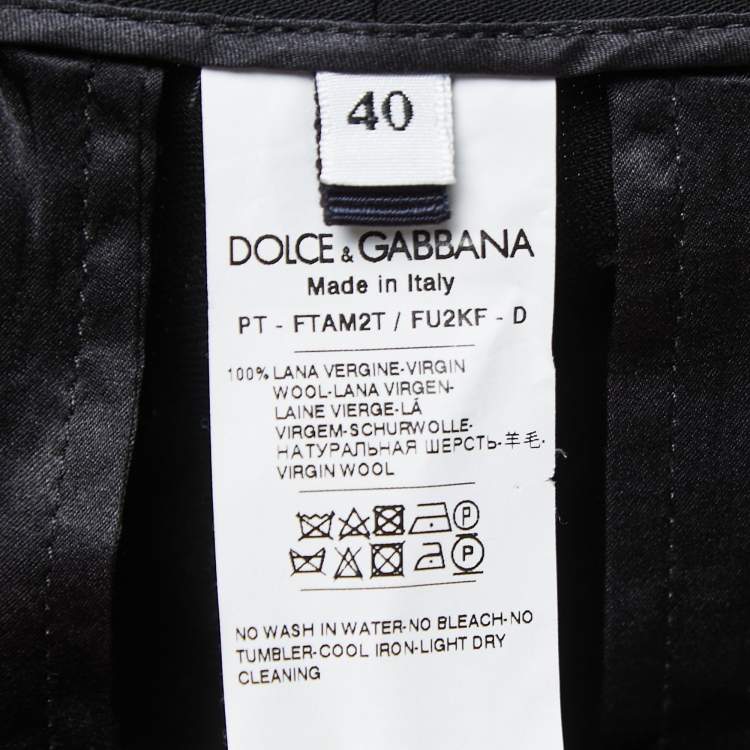 40
DOLCE & GABBANA
Made in Italy
PT - FTAM2T / FU2KF - D
100% LANA VERGINE-VIRGIN
WOOL-LANA VIRGEN-
LAINE VIERGE-LÁ
VIRGEM-SCHURWOLLE-
НАТУРАЛЬНАЯ ШЕРСТЬ-羊毛-
VIRGIN WOOL
P
P
NO WASH IN WATER-NO BLEACH-NO
TUMBLER-COOL IRON-LIGHT DRY
CLEANING